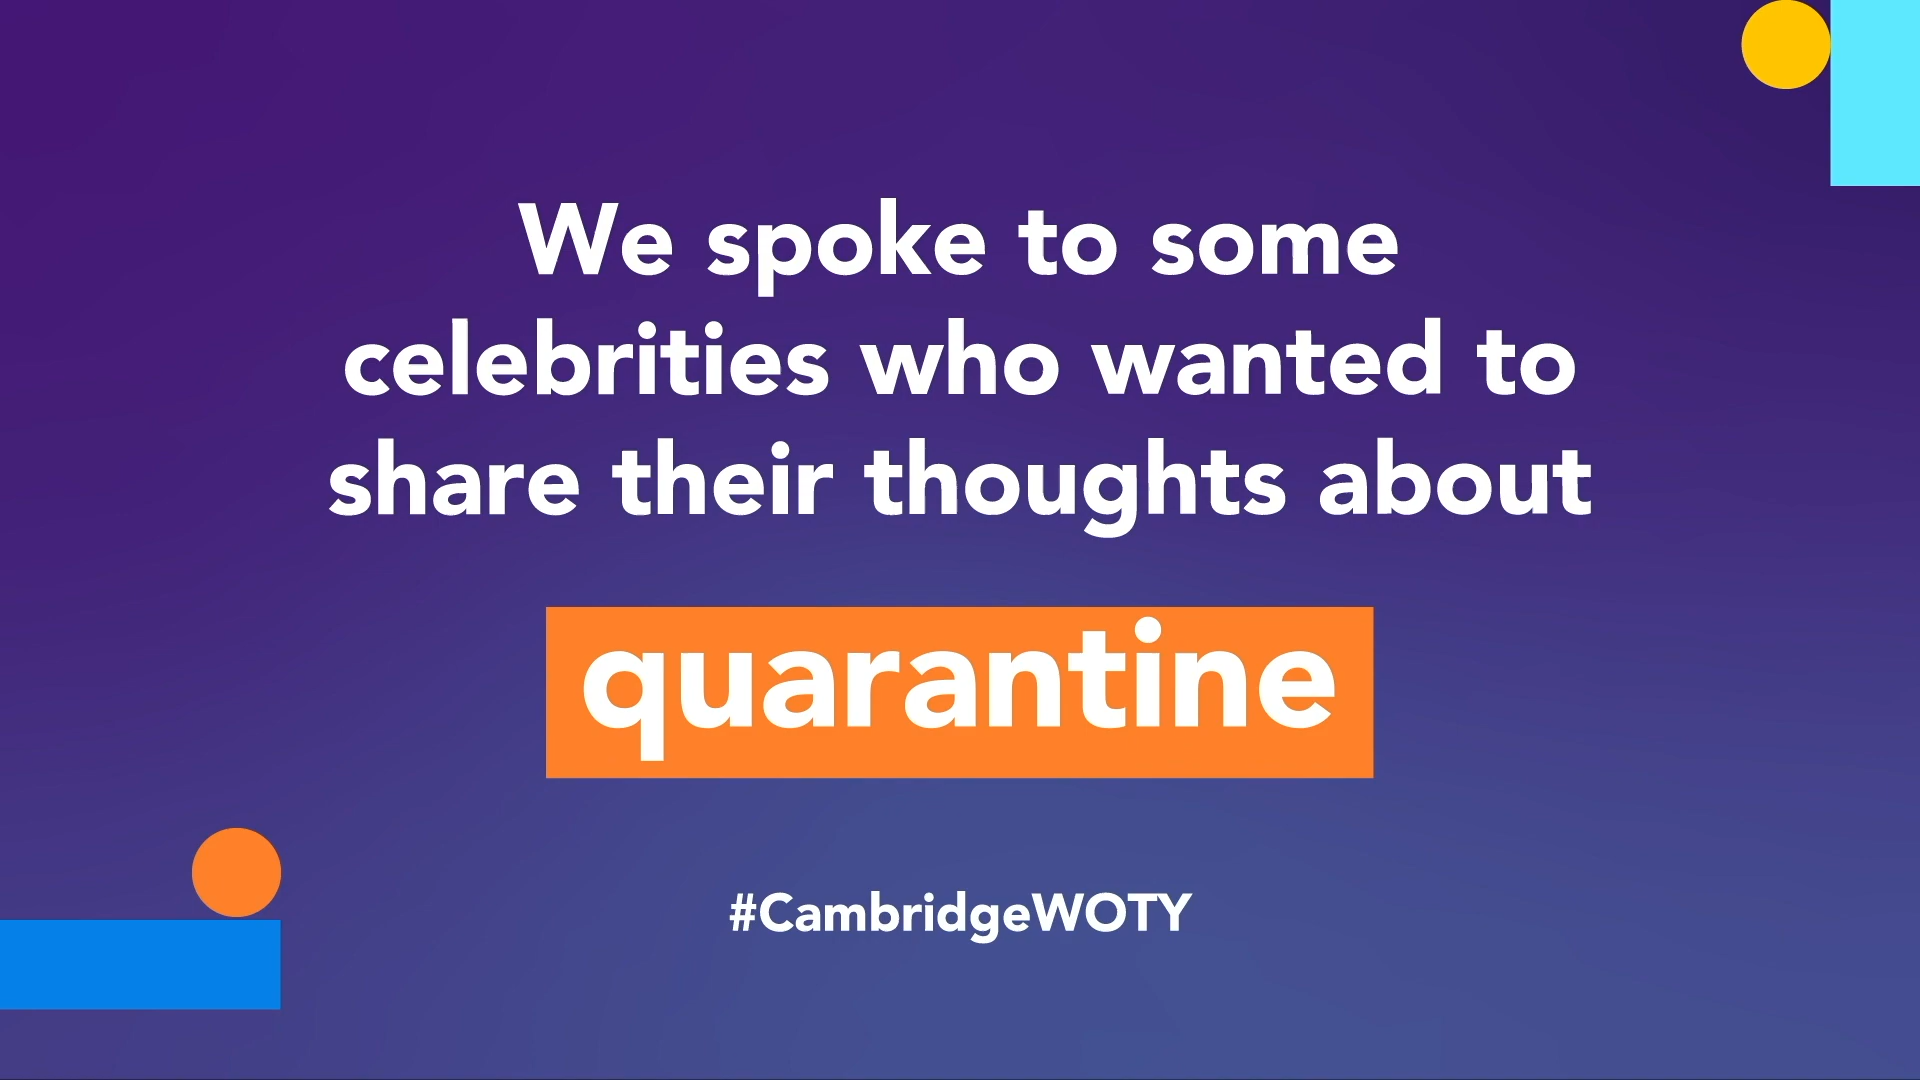 We spoke to some
celebrities who wanted to
share their thoughts about
quarantine
#CambridgeWOTY